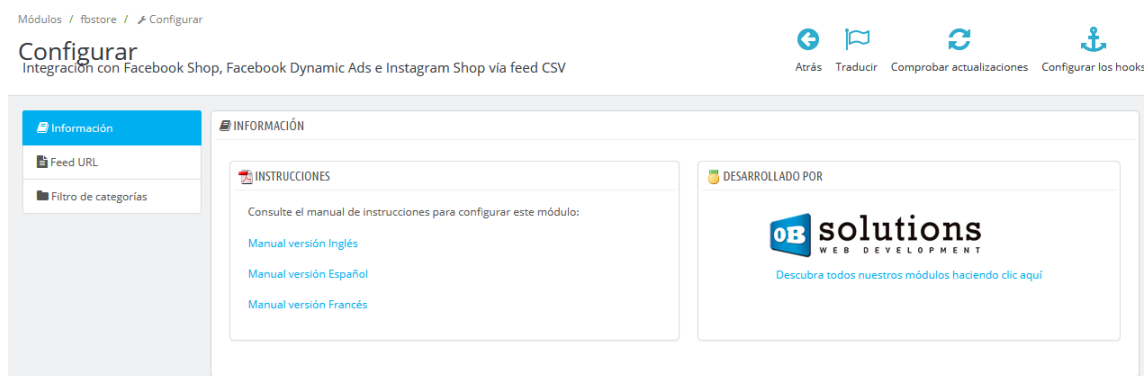 Módulos / fbstore / Configurar
Configurar
Integración con Facebook Shop, Facebook Dynamic Ads e Instagram Shop vía feed CSV
Atrás Traducir Comprobar actualizaciones Configurar los hooks
Información
Feed URL
Filtro de categorías
INFORMACIÓN
INSTRUCCIONES
Consulte el manual de instrucciones para configurar este módulo:
Manual versión Inglés
Manual versión Español
Manual versión Francés
DESARROLLADO POR
OB solutions
WEB DEVELOPMENT
Descubra todos nuestros módulos haciendo clic aquí